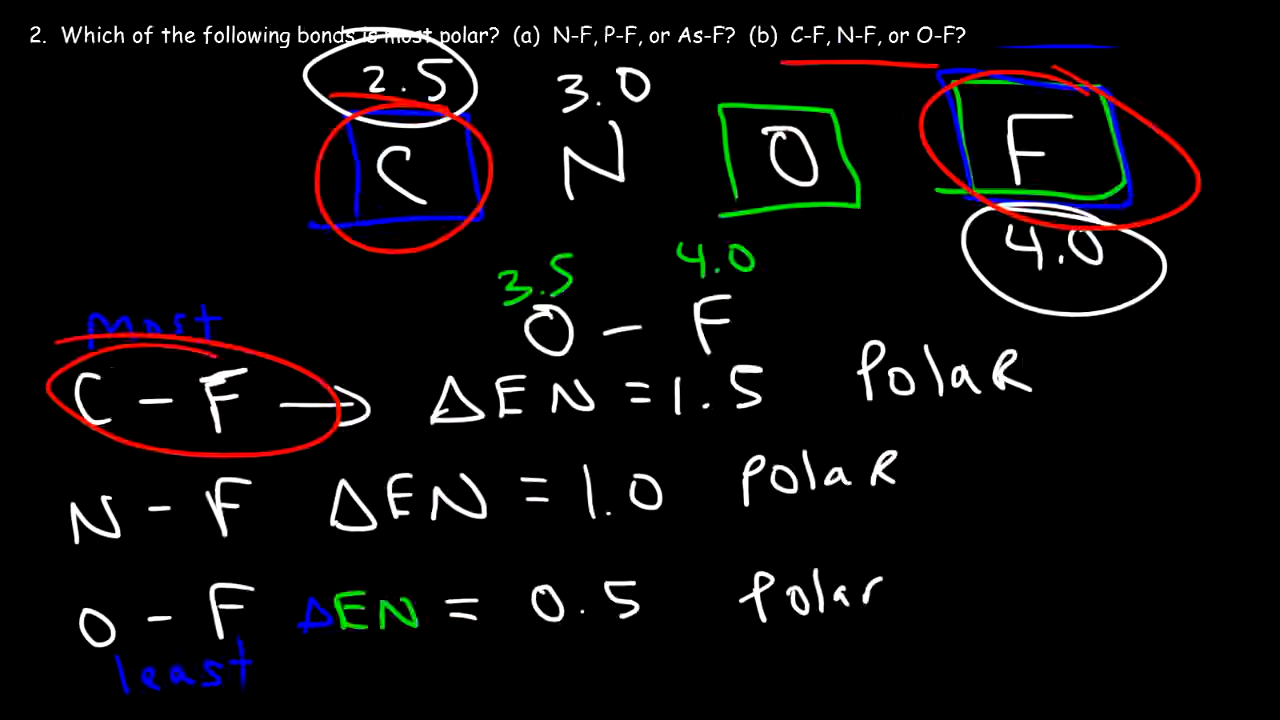 2. Which of the following bonds is most polar? (a) N-F, P-F, or As-F? (b) C-F, N-F, or O-F?
2.5 3.0
C N O F
4.0
3.5 4.0
O - F
most
C - F → ΔEN = 1.5 Polar
N - F ΔEN = 1.0 Polar
O - F ΔEN = 0.5 Polar
least